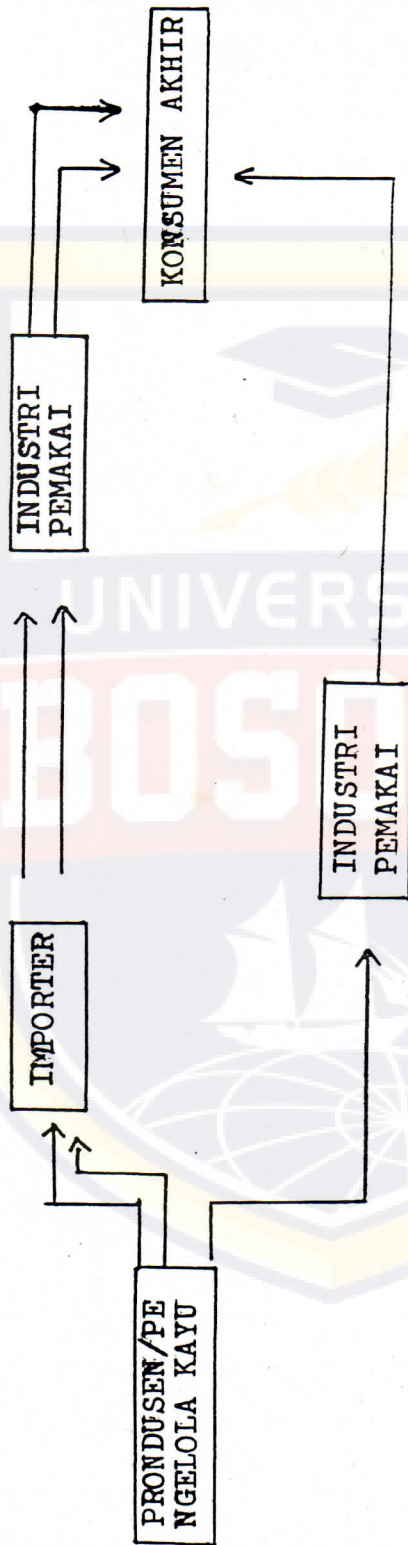 PRONDUSEN/PE
NGELOLA KAYU
IMPORTER
INDUSTRI
PEMAKAI
INDUSTRI
PEMAKAI
KONSUMEN AKHIR
UNIVERS
BOSO